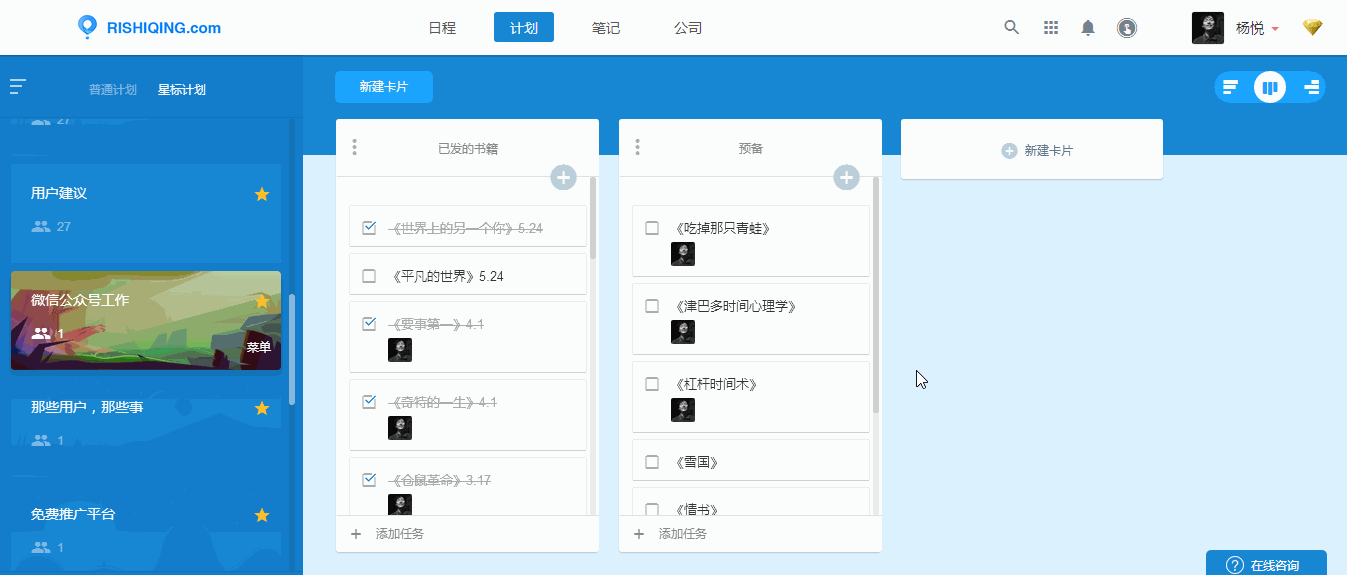 RISHIQING.com
日程
计划
笔记
公司
杨悦
普通计划
星标计划
27
用户建议
27
微信公众号工作
1
菜单
那些用户，那些事
1
免费推广平台
1
新建卡片
已发的书籍
《世界上的另一个你》5.24
《平凡的世界》5.24
《要事第一》4.1
《奇特的一生》4.1
《仓鼠革命》3.17
添加任务
预备
《吃掉那只青蛙》
《津巴多时间心理学》
《杠杆时间术》
《雪国》
《情书》
添加任务
新建卡片
在线咨询